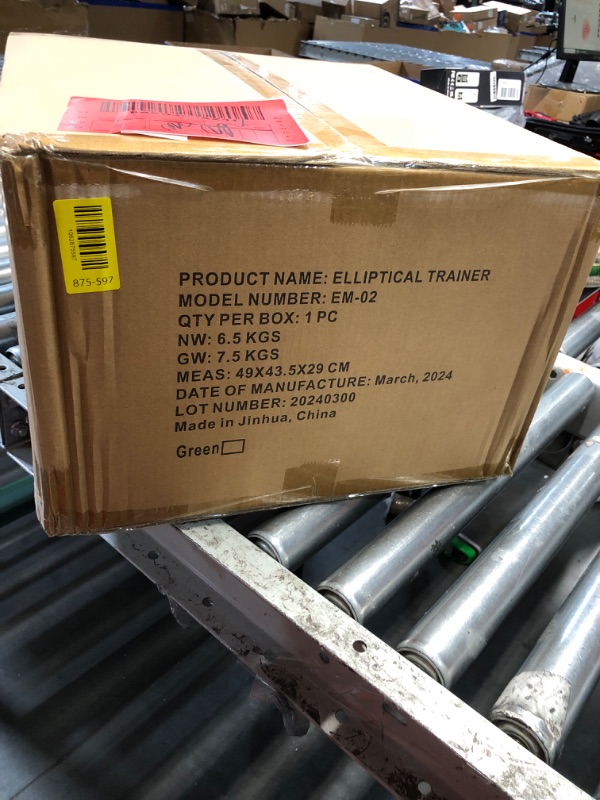 875-597
PRODUCT NAME: ELLIPTICAL TRAINER
MODEL NUMBER: EM-02
QTY PER BOX: 1 PC
NW: 6.5 KGS
GW: 7.5 KGS
MEAS: 49X43.5X29 CM
DATE OF MANUFACTURE: March, 2024
LOT NUMBER: 20240300
Made in Jinhua, China
Green